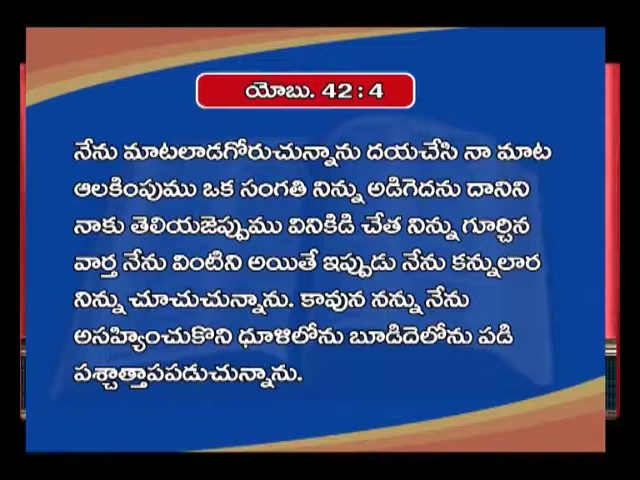 యోబు. 42 : 4
నేను మాటలాడగోరుచున్నాను దయచేసి నా మాట
ఆలకింపుము ఒక సంగతి నిన్ను అడిగెదను దానిని
నాకు తెలియజెప్పుము వినికిడి చేత నిన్ను గూర్చిన
వార్త నేను వింటిని అయితే ఇప్పుడు నేను కన్నులార
నిన్ను చూచుచున్నాను. కావున నన్ను నేను
అసహ్యించుకొని ధూళిలోను బూడిదెలోను పడి
పశ్చాత్తాపపడుచున్నాను.